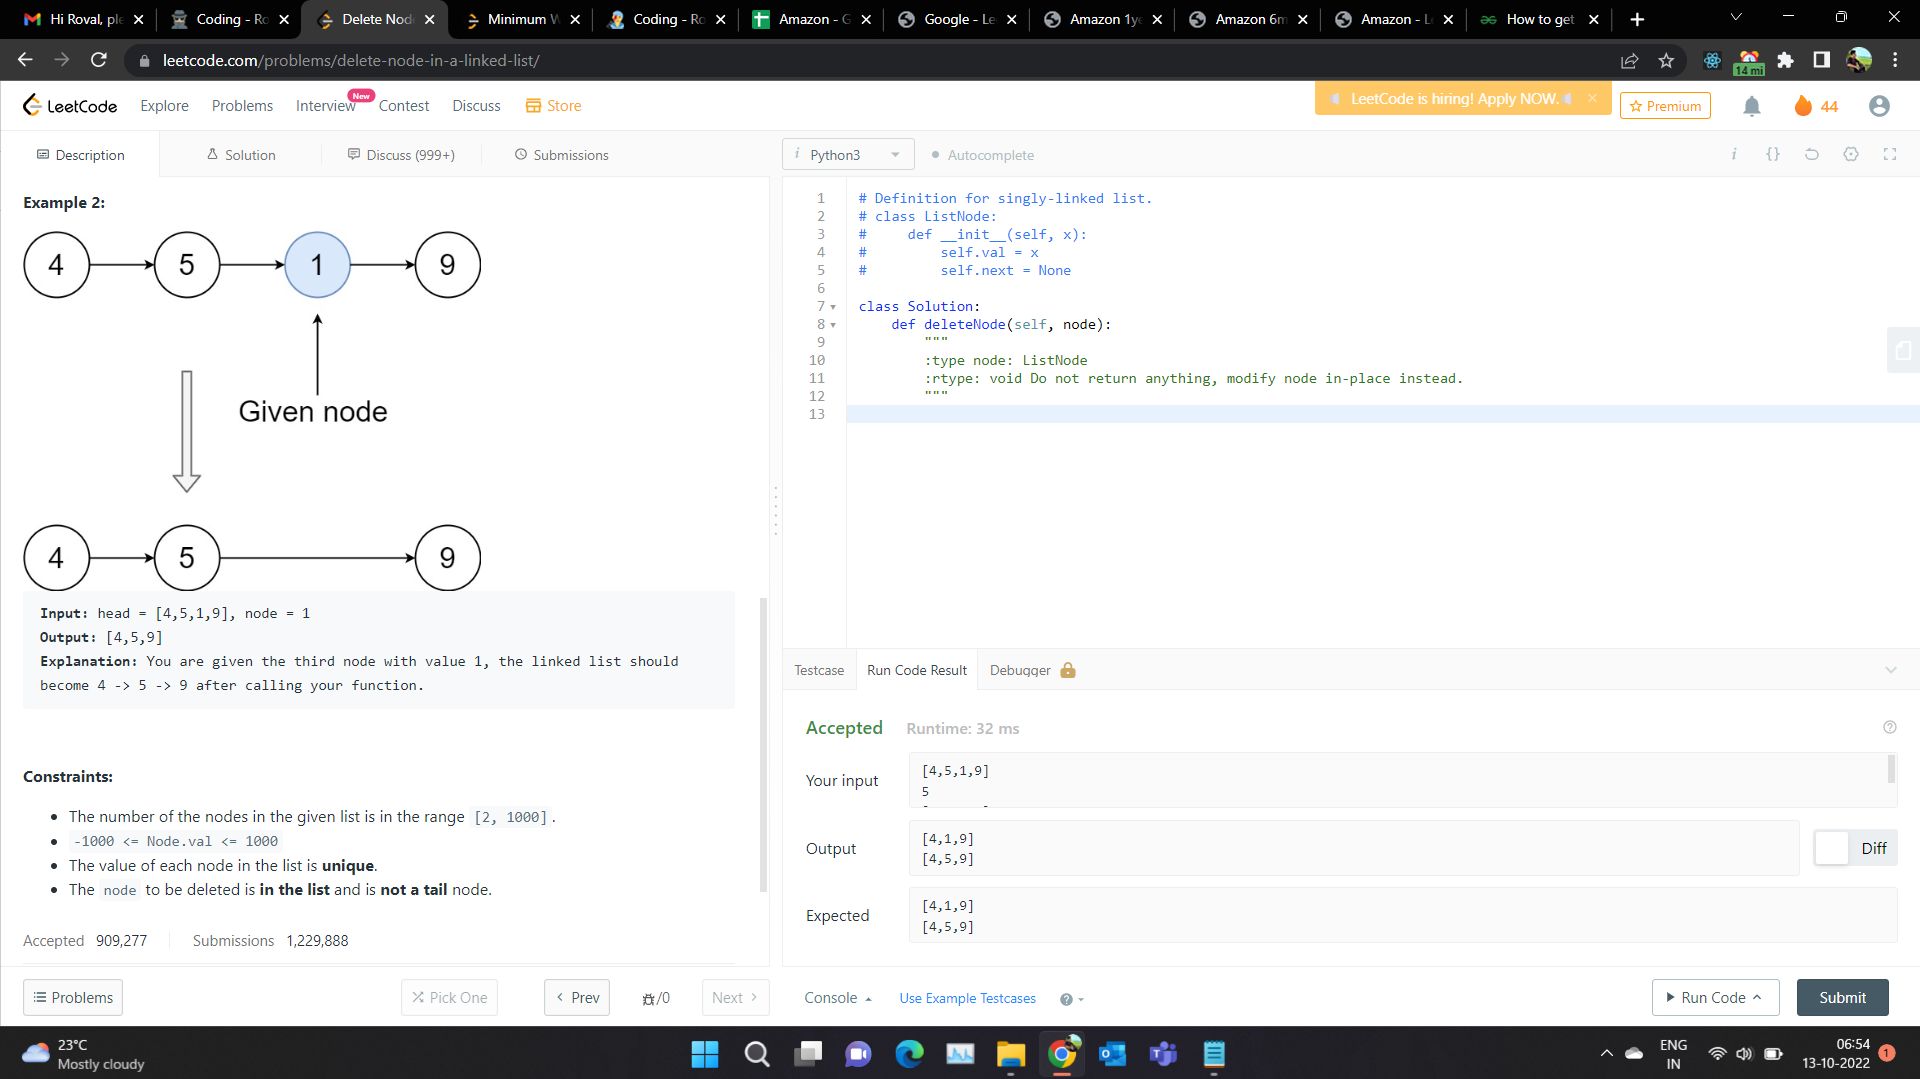 Hi Roval, ple
Coding - Ro
Delete Node
Minimum W
Coding - Ro
Amazon - G
Google - Le
Amazon 1ye
Amazon 6m
Amazon - L
How to get
leetcode.com/problems/delete-node-in-a-linked-list/
14 mi
LeetCode
Explore
Problems
Interview
New
Contest
Discuss
Store
LeetCode is hiring! Apply NOW.
Premium
44
Description
Solution
Discuss (999+)
Submissions
i Python3
Autocomplete
i {}
Example 2:
4 5 1 9
Given node
4 5 9
Input: head = [4,5,1,9], node = 1
Output: [4,5,9]
Explanation: You are given the third node with value 1, the linked list should
become 4 -> 5 -> 9 after calling your function.
Constraints:
• The number of the nodes in the given list is in the range [2, 1000].
• -1000 <= Node.val <= 1000
• The value of each node in the list is unique.
• The node to be deleted is in the list and is not a tail node.
Accepted 909,277
Submissions 1,229,888
Problems
Pick One
Prev
/0
Next
1 # Definition for singly-linked list.
2 # class ListNode:
3 #     def __init__(self, x):
4 #         self.val = x
5 #         self.next = None
6
7 class Solution:
8     def deleteNode(self, node):
9         """
10         :type node: ListNode
11         :rtype: void Do not return anything, modify node in-place instead.
12         """
13
Testcase
Run Code Result
Debugger
Accepted
Runtime: 32 ms
Your input
[4,5,1,9]
5
Output
[4,1,9]
[4,5,9]
Diff
Expected
[4,1,9]
[4,5,9]
Console
Use Example Testcases
Run Code
Submit
23°C
Mostly cloudy
ENG
IN
06:54
13-10-2022
1